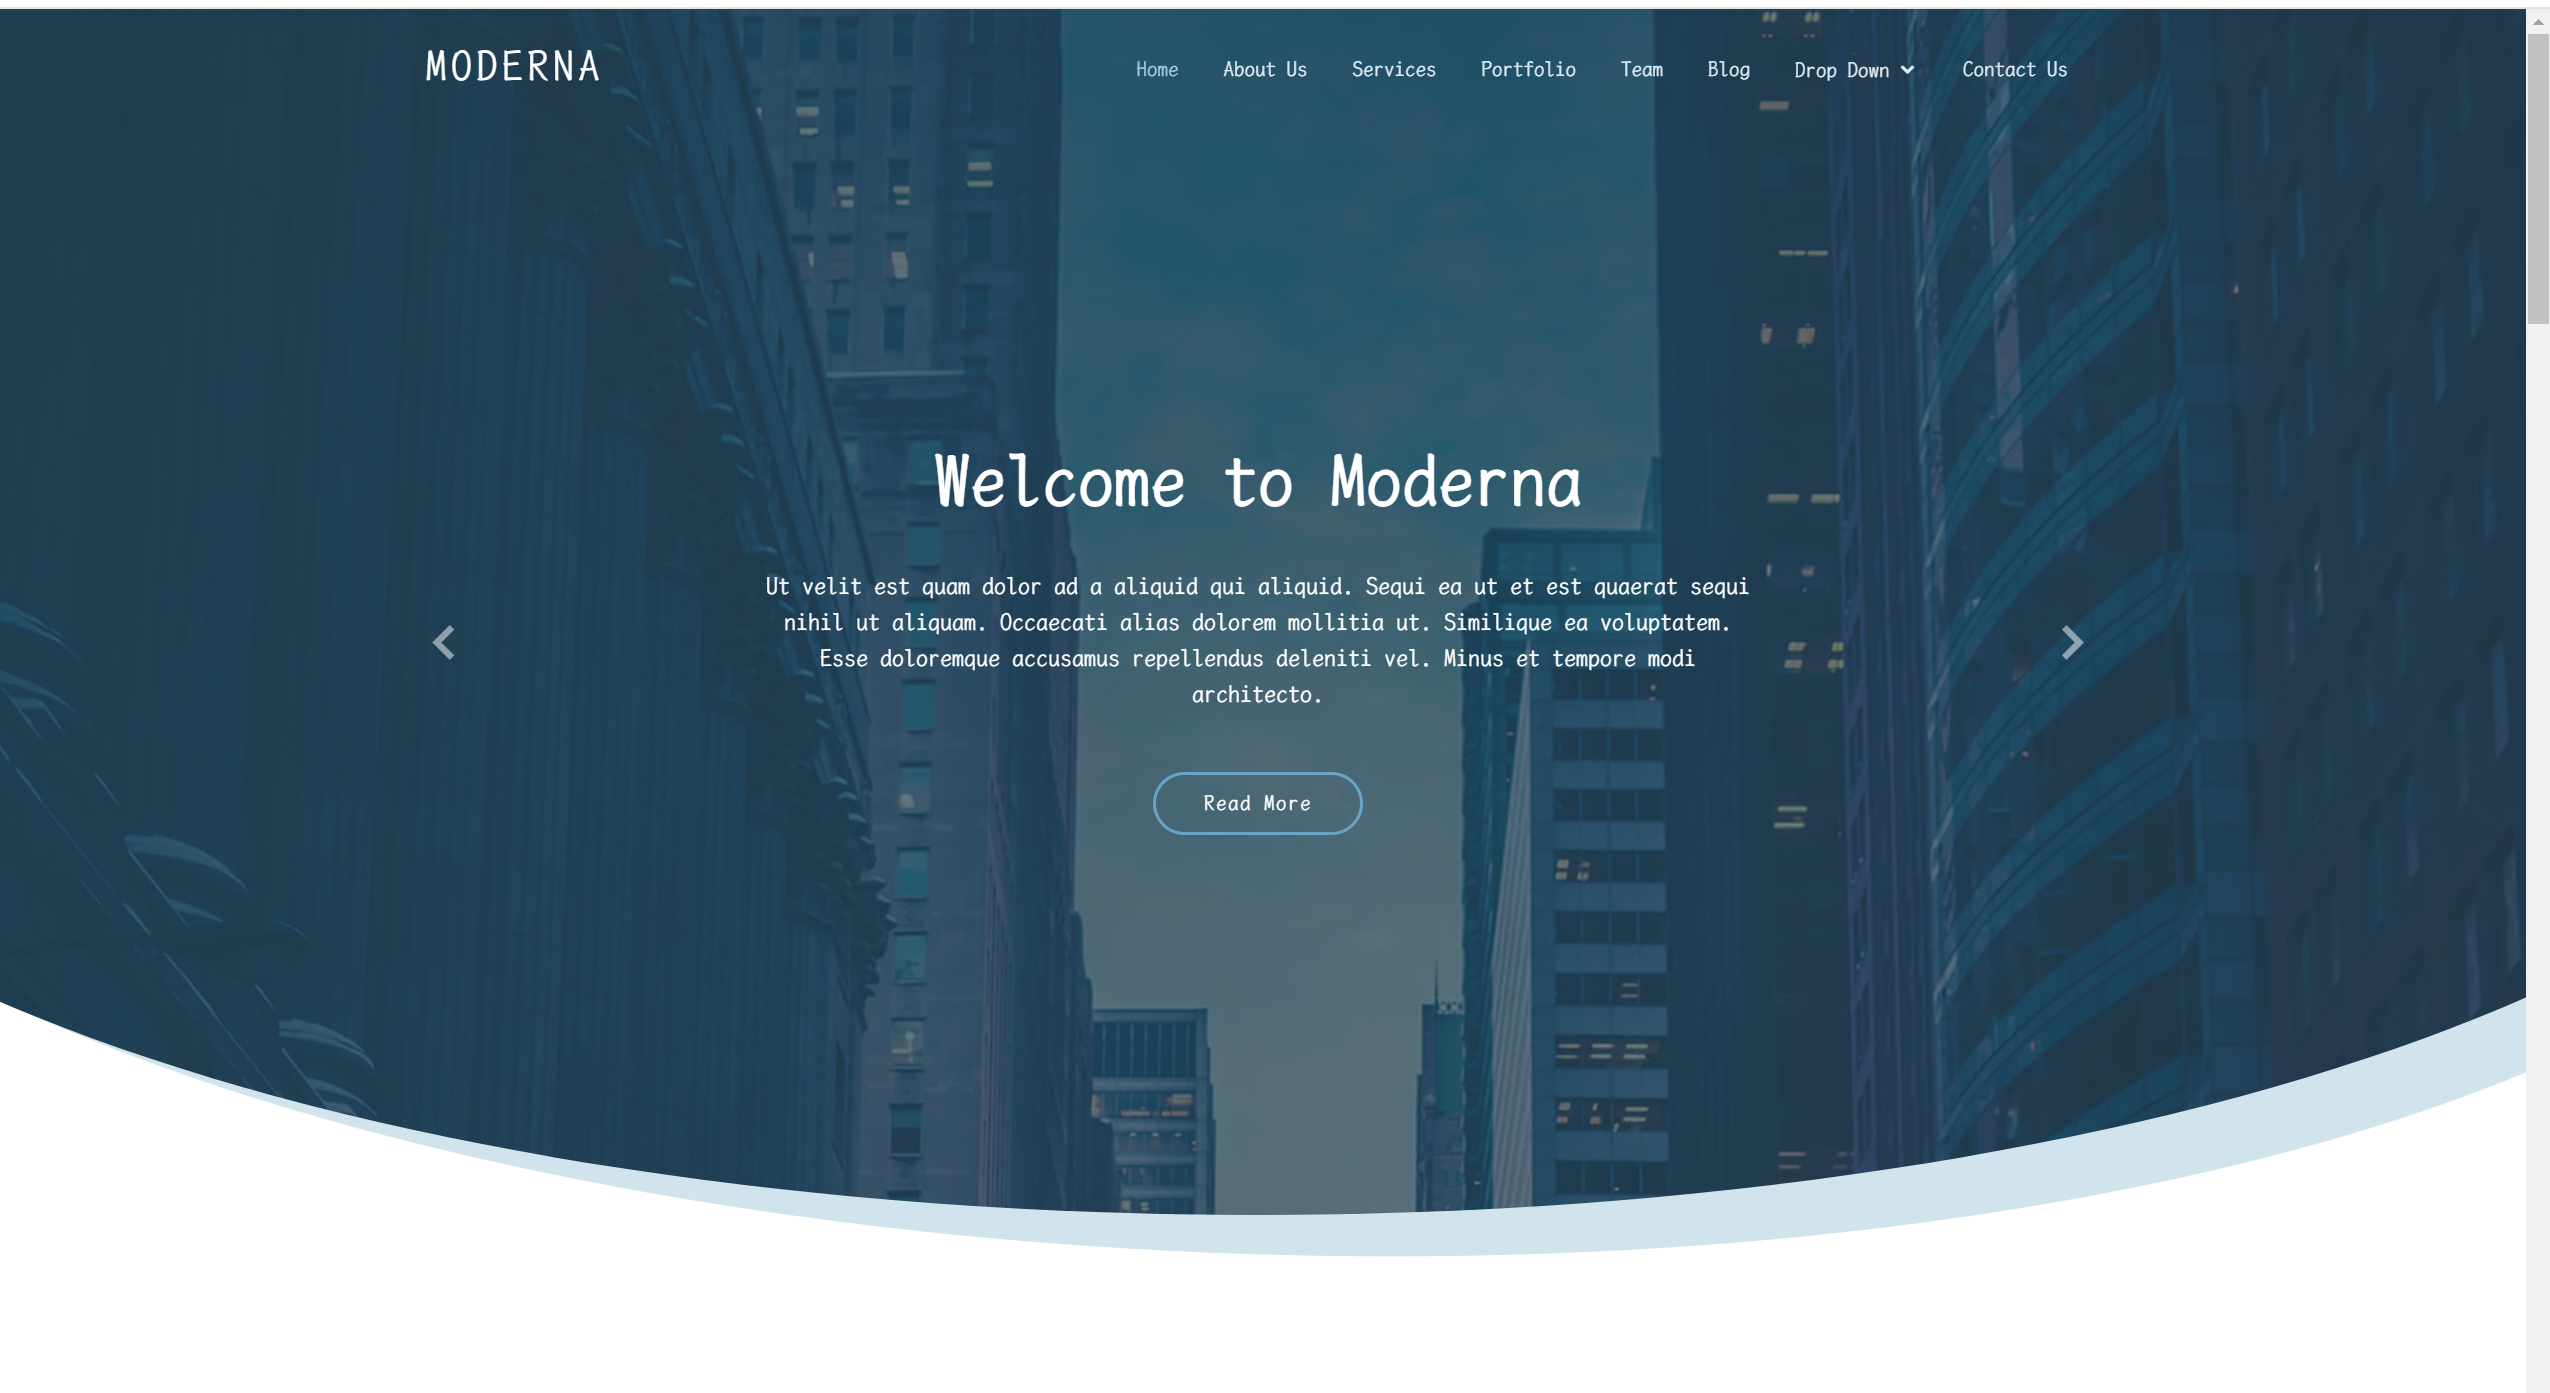 MODERNA
Home About Us Services Portfolio Team Blog Drop Down Contact Us
Welcome to Moderna
Ut velit est quam dolor ad a aliquid qui aliquid. Sequi ea ut et est quaerat sequi
nihil ut aliquam. Occaecati alias dolorem mollitia ut. Similique ea voluptatem.
Esse doloremque accusamus repellendus deleniti vel. Minus et tempore modi
architecto.
Read More